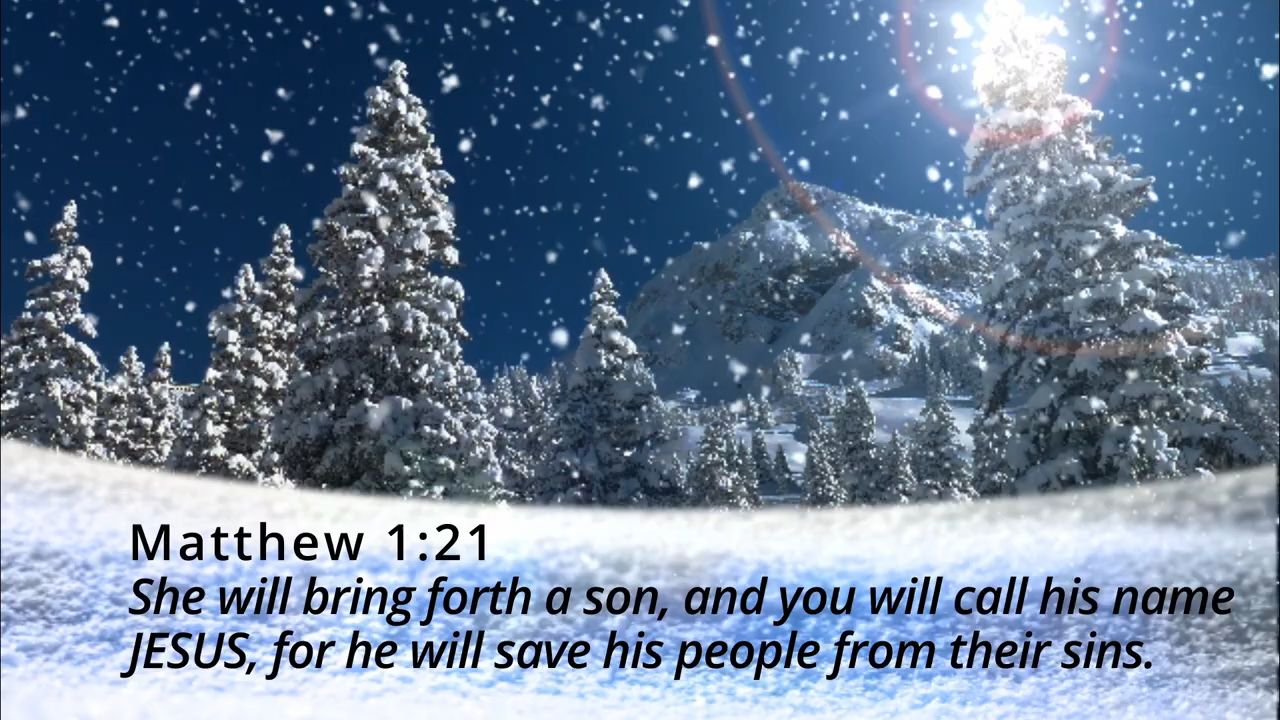 Matthew 1:21
She will bring forth a son, and you will call his name
JESUS, for he will save his people from their sins.